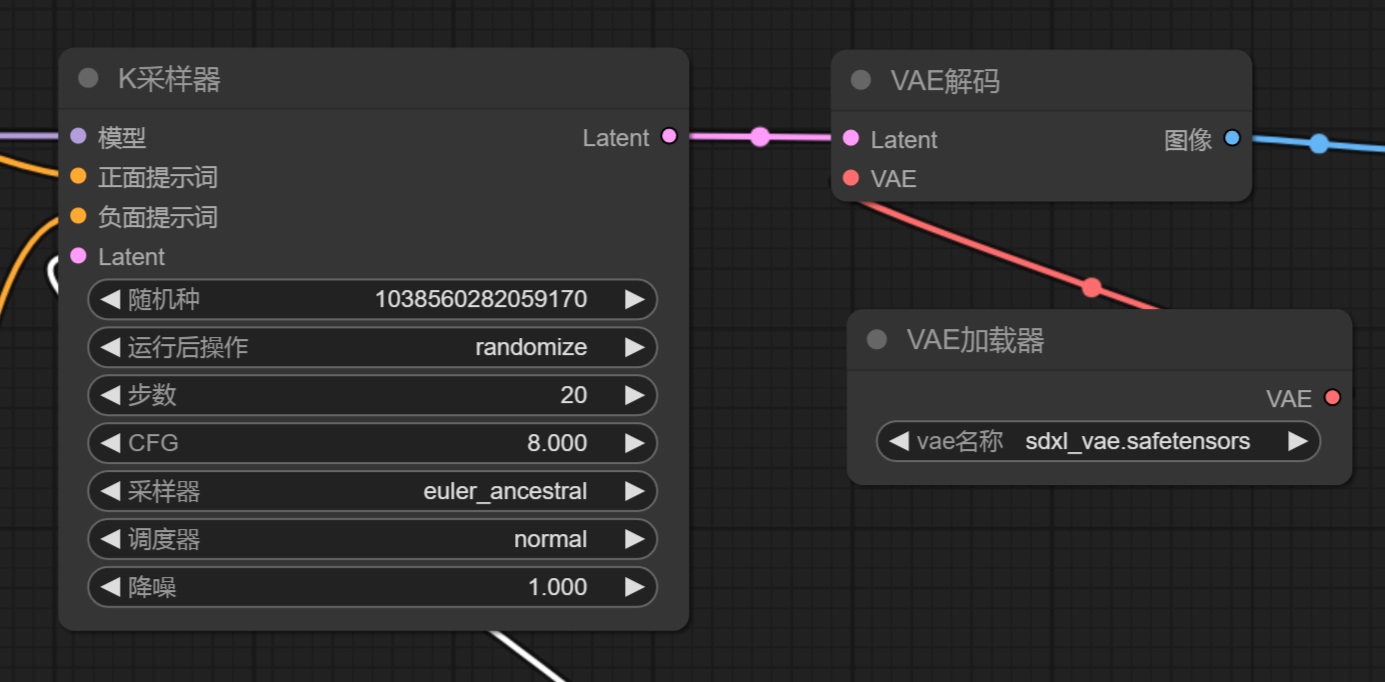 K采样器
模型
Latent
正面提示词
负面提示词
Latent
随机种 1038560282059170
运行后操作 randomize
步数 20
CFG 8.000
采样器 euler_ancestral
调度器 normal
降噪 1.000
VAE解码
Latent
图像
VAE
VAE加载器
VAE
vae名称 sdxl_vae.safetensors